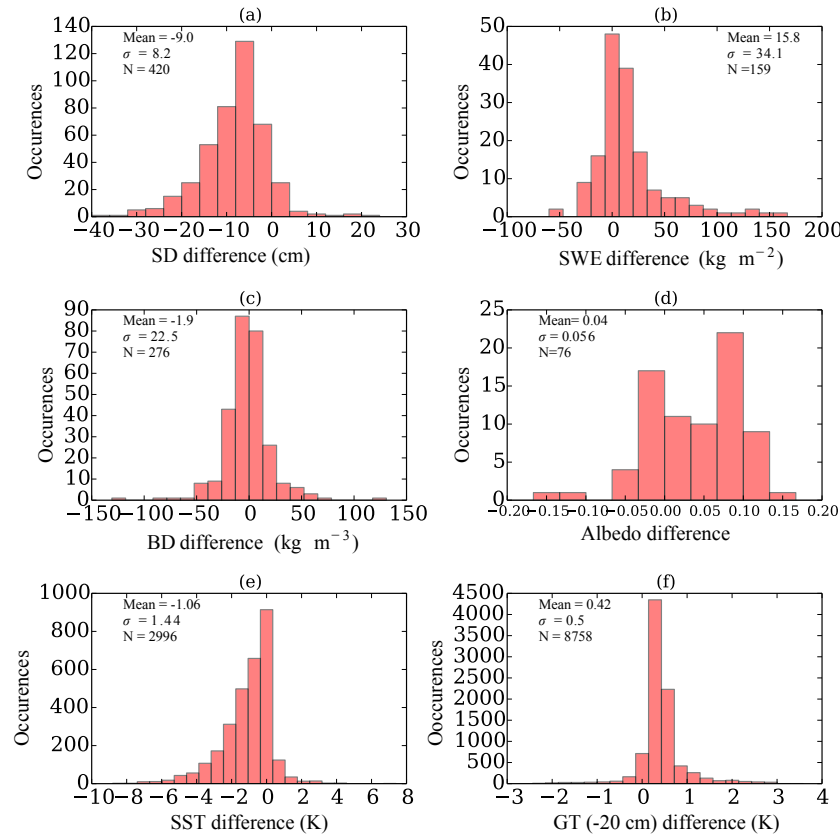 (a)
Mean = -9.0
σ = 8.2
N = 420
140
120
100
80
60
40
20
0
Occurences
−40 −30 −20 −10 0 10 20 30
SD difference (cm)
(b)
Mean = 15.8
σ = 34.1
N =159
50
40
30
20
10
0
Occurences
−100 −50 0 50 100 150 200
SWE difference (kg m−2)
(c)
Mean = -1.9
σ = 22.5
N = 276
90
80
70
60
50
40
30
20
10
0
Occurences
−150 −100 −50 0 50 100 150
BD difference (kg m−3)
(d)
Mean= 0.04
σ = 0.056
N=76
25
20
15
10
5
0
Occurences
−0.20 −0.15 −0.10 −0.05 0.00 0.05 0.10 0.15 0.20
Albedo difference
(e)
Mean = -1.06
σ = 1.44
N = 2996
1000
800
600
400
200
0
Occurences
−10 −8 −6 −4 −2 0 2 4 6 8
SST difference (K)
(f)
Mean = 0.42
σ = 0.5
N = 8758
4500
4000
3500
3000
2500
2000
1500
1000
500
0
Ooccurences
−3 −2 −1 0 1 2 3 4
GT (-20 cm) difference (K)